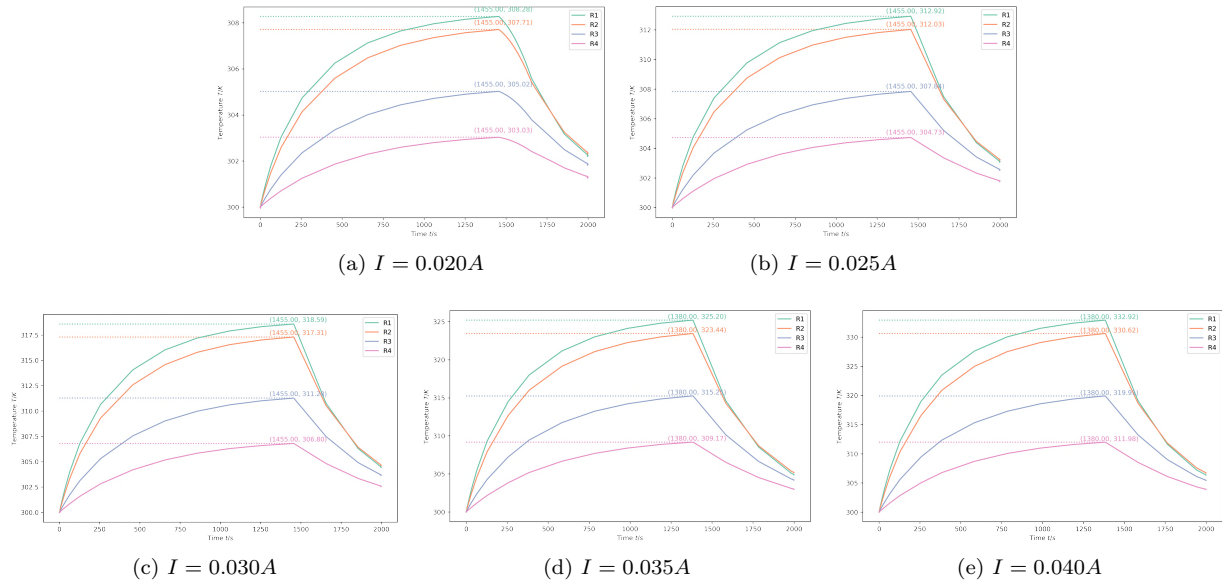 (1455.00, 308.28)
(1455.00, 307.71)
(1455.00, 305.02)
(1455.00, 303.03)
R1
R2
R3
R4
308
306
304
302
300
Temperature T/K
0 250 500 750 1000 1250 1500 1750 2000
Time t/s
(a) I = 0.020A
(1455.00, 312.92)
(1455.00, 312.03)
(1455.00, 307.84)
(1455.00, 304.73)
R1
R2
R3
R4
312
310
308
306
304
302
300
Temperature T/K
0 250 500 750 1000 1250 1500 1750 2000
Time t/s
(b) I = 0.025A
(1455.00, 318.59)
(1455.00, 317.31)
(1455.00, 306.80)
R1
R2
R3
R4
317.5
315.0
312.5
310.0
307.5
305.0
302.5
300.0
Temperature T/K
0 250 500 750 1000 1250 1500 1750 2000
Time t/s
(c) I = 0.030A
(1380.00, 325.20)
(1380.00, 323.44)
(1380.00, 309.17)
R1
R2
R3
R4
325
320
315
310
305
300
Temperature T/K
0 250 500 750 1000 1250 1500 1750 2000
Time t/s
(d) I = 0.035A
(1380.00, 332.92)
(1380.00, 330.62)
(1380.00, 311.98)
R1
R2
R3
R4
330
325
320
315
310
305
300
Temperature T/K
0 250 500 750 1000 1250 1500 1750 2000
Time t/s
(e) I = 0.040A